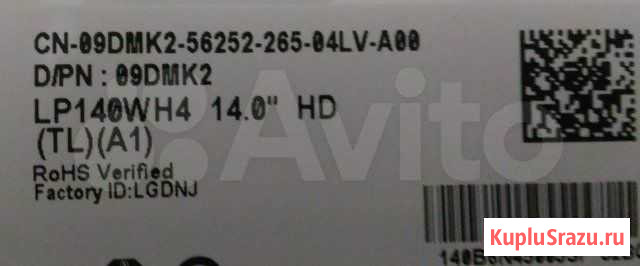 CN-09DMK2-56252-265-04LV-A00
D/PN : 09DMK2
LP140WH4 14.0" HD
(TL)(A1)
RoHS Verified
Factory ID:LGDNJ
Avito
KupluSrazu.ru